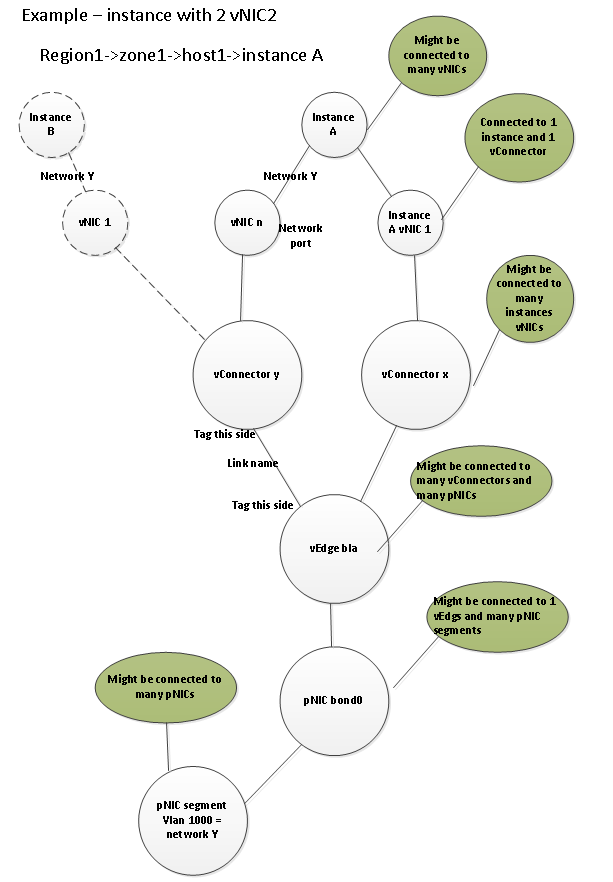 Example – instance with 2 vNIC2
Region1->zone1->host1->instance A
Might be
connected to
many vNICs
Instance
B
Instance
A
Connected to 1
instance and 1
vConnector
Network Y
Network Y
vNIC 1
vNIC n
Network
port
Instance
A vNIC 1
Might be
connected to
many
instances
vNICs
vConnector y
vConnector x
Tag this side
Link name
Might be connected to
many vConnectors and
many pNICs
Tag this side
vEdge bla
Might be connected to 1
vEdgs and many pNIC
segments
Might be connected to
many pNICs
pNIC bond0
pNIC segment
Vlan 1000 =
network Y